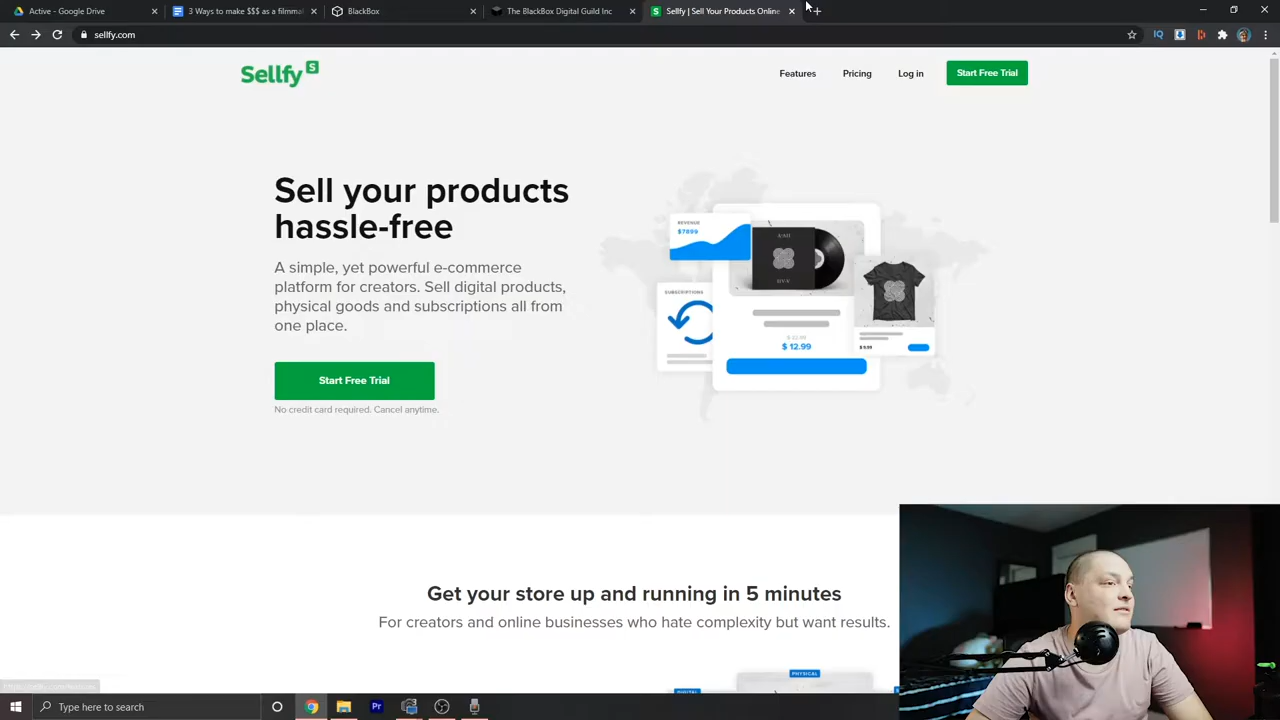 Active - Google Drive
3 Ways to make $$$ as a filmmal
BlackBox
The BlackBox Digital Guild Inc
Sellfy | Sell Your Products Online
sellfy.com
Sellfy S
Features
Pricing
Log in
Start Free Trial
Sell your products
hassle-free
A simple, yet powerful e-commerce
platform for creators. Sell digital products,
physical goods and subscriptions all from
one place.
Start Free Trial
No credit card required. Cancel anytime.
REVENUE
$7899
SUBSCRIPTIONS
$ 12.99
$ 9.99
Get your store up and running in 5 minutes
For creators and online businesses who hate complexity but want results.
PHYSICAL
DIGITAL
Type here to search